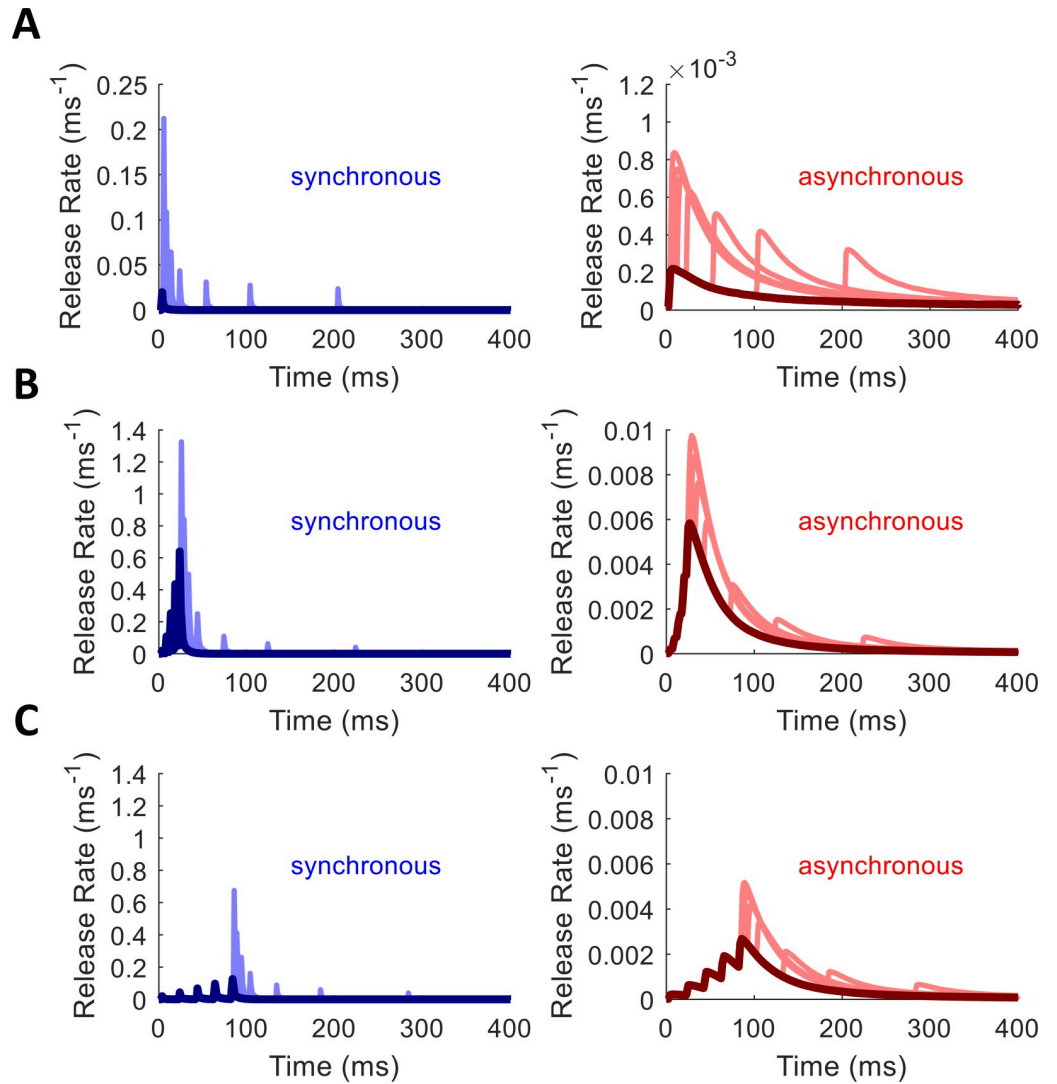 A
Release Rate (ms-1)
0.25
0.2
0.15
0.1
0.05
0
synchronous
0 100 200 300 400
Time (ms)
Release Rate (ms-1)
×10-3
1.2
1
0.8
0.6
0.4
0.2
0
asynchronous
0 100 200 300 400
Time (ms)
B
Release Rate (ms-1)
1.4
1.2
1
0.8
0.6
0.4
0.2
0
synchronous
0 100 200 300 400
Time (ms)
Release Rate (ms-1)
0.01
0.008
0.006
0.004
0.002
0
asynchronous
0 100 200 300 400
Time (ms)
C
Release Rate (ms-1)
1.4
1.2
1
0.8
0.6
0.4
0.2
0
synchronous
0 100 200 300 400
Time (ms)
Release Rate (ms-1)
0.01
0.008
0.006
0.004
0.002
0
asynchronous
0 100 200 300 400
Time (ms)